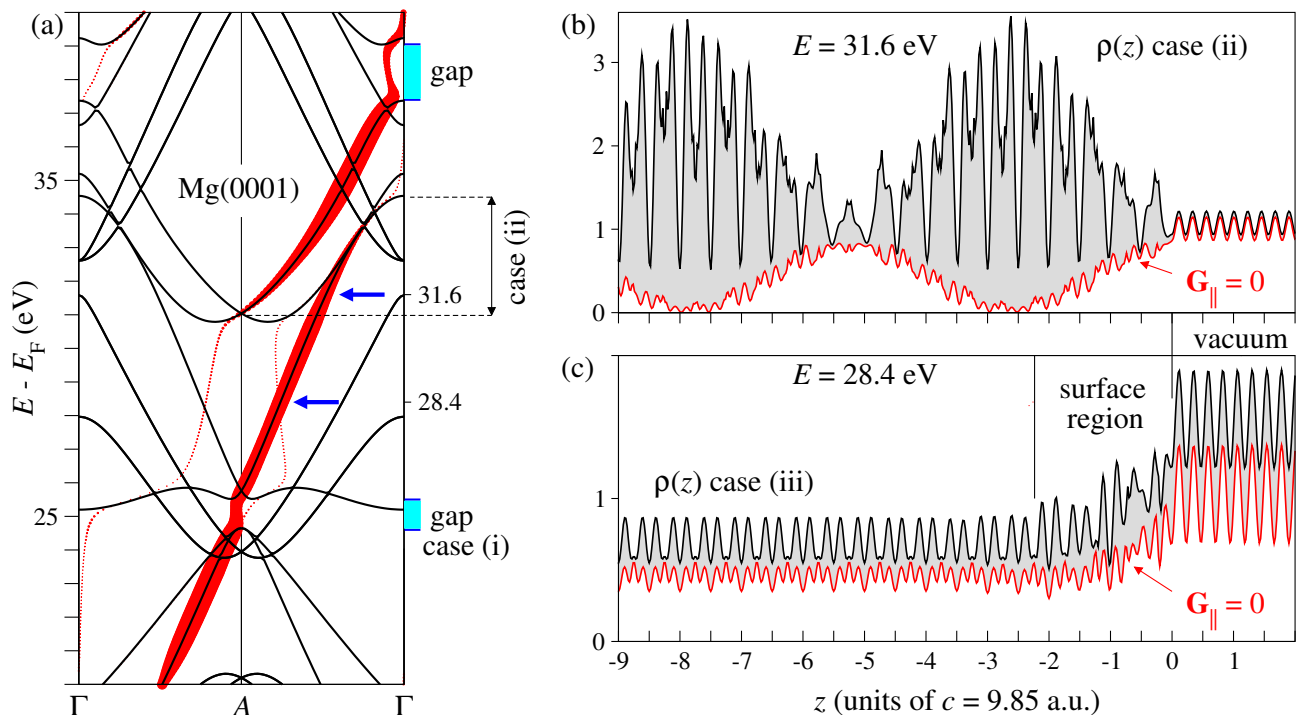 (a)
E - E_F (eV)
35
25
Mg(0001)
gap
case (ii)
31.6
28.4
gap
case (i)
Γ
A
Γ
(b)
E = 31.6 eV
ρ(z) case (ii)
3
2
1
0
G_∥ = 0
vacuum
(c)
E = 28.4 eV
surface
region
ρ(z) case (iii)
1
0
G_∥ = 0
-9 -8 -7 -6 -5 -4 -3 -2 -1 0 1
z (units of c = 9.85 a.u.)